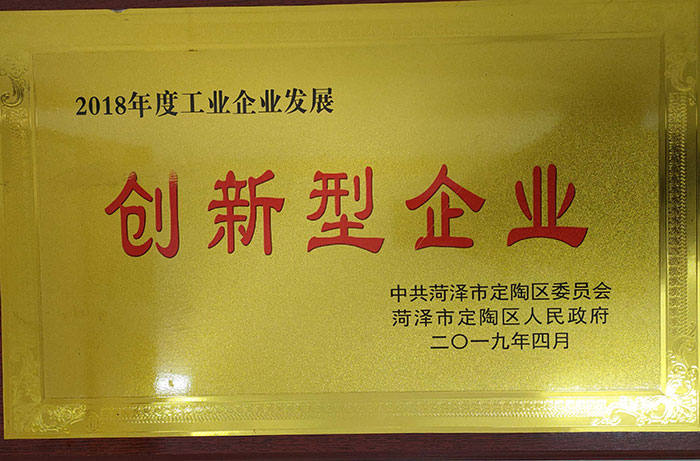 2018年度工业企业发展
创新型企业
中共菏泽市定陶区委员会
菏泽市定陶区人民政府
二〇一九年四月